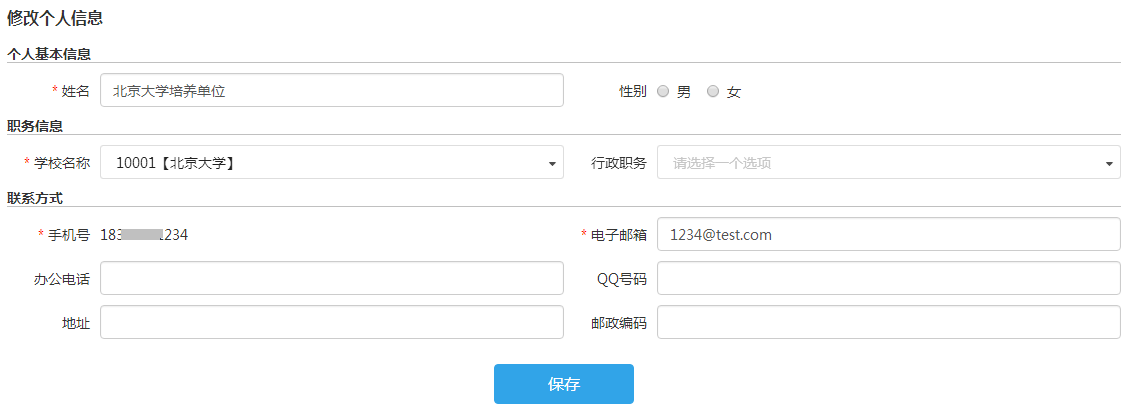 修改个人信息
个人基本信息
* 姓名 北京大学培养单位 性别 男 女
职务信息
* 学校名称 10001【北京大学】 行政职务 请选择一个选项
联系方式
* 手机号 183 1234 * 电子邮箱 1234@test.com
办公电话 QQ号码
地址 邮政编码
保存